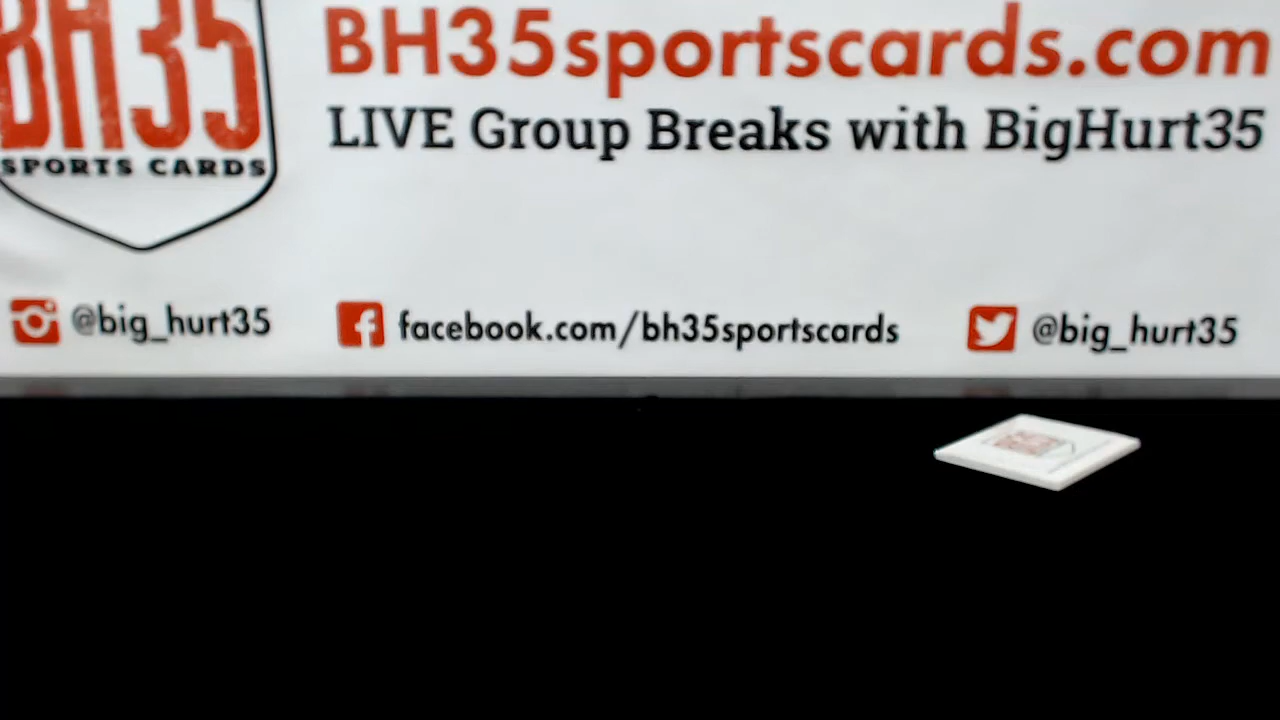 BH35
SPORTS CARDS
BH35sportscards.com
LIVE Group Breaks with BigHurt35
@big_hurt35
facebook.com/bh35sportscards
@big_hurt35